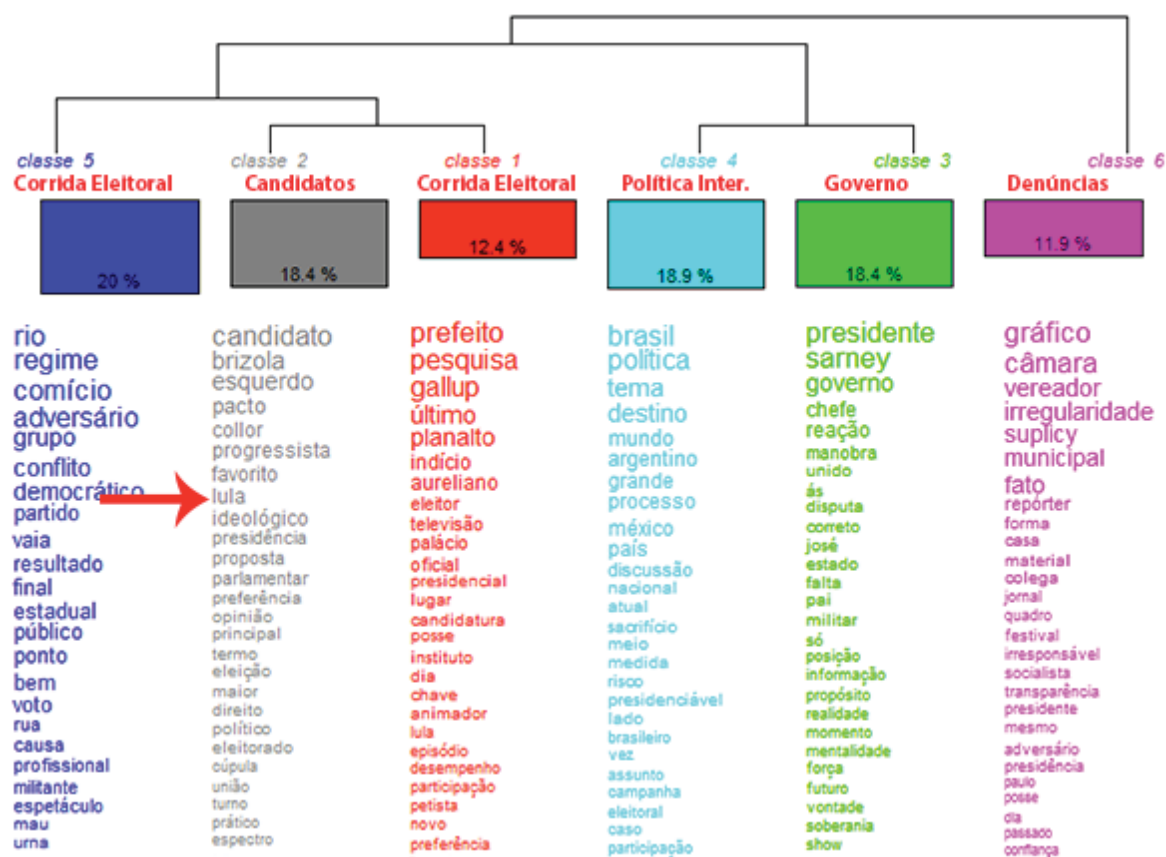 classe 5
classe 2
classe 1
classe 4
classe 3
classe 6
Corrida Eleitoral
Candidatos
Corrida Eleitoral
Política Inter.
Governo
Denúncias
20 %
18.4 %
12.4 %
18.9 %
18.4 %
11.9 %
rio
regime
comício
adversário
grupo
conflito
democrático
partido
vaia
resultado
final
estadual
público
ponto
bem
voto
rua
causa
profissional
militante
espetáculo
mau
urna
candidato
brizola
esquerdo
pacto
collor
progressista
favorito
lula
ideológico
presidência
proposta
parlamentar
preferência
opinião
principal
termo
eleição
maior
direito
político
eleitorado
cúpula
união
turno
prático
espectro
prefeito
pesquisa
gallup
último
planalto
indício
aureliano
eleitor
televisão
palácio
oficial
presidencial
lugar
candidatura
posse
instituto
dia
chave
animador
lula
episódio
desempenho
participação
petista
novo
preferência
brasil
política
tema
destino
mundo
argentino
grande
processo
méxico
país
discussão
nacional
atual
sacrifício
meio
medida
risco
presidenciável
lado
brasileiro
vez
assunto
campanha
eleitoral
caso
participação
presidente
sarney
governo
chefe
reação
manobra
unido
ás
disputa
correto
josé
estado
falta
pai
militar
só
posição
informação
propósito
realidade
momento
mentalidade
força
futuro
vontade
soberania
show
gráfico
câmara
vereador
irregularidade
suplicy
municipal
fato
repórter
forma
casa
material
colega
jornal
quadro
festival
irresponsável
socialista
transparência
presidente
mesmo
adversário
presidência
paulo
posse
dia
passado
confiança